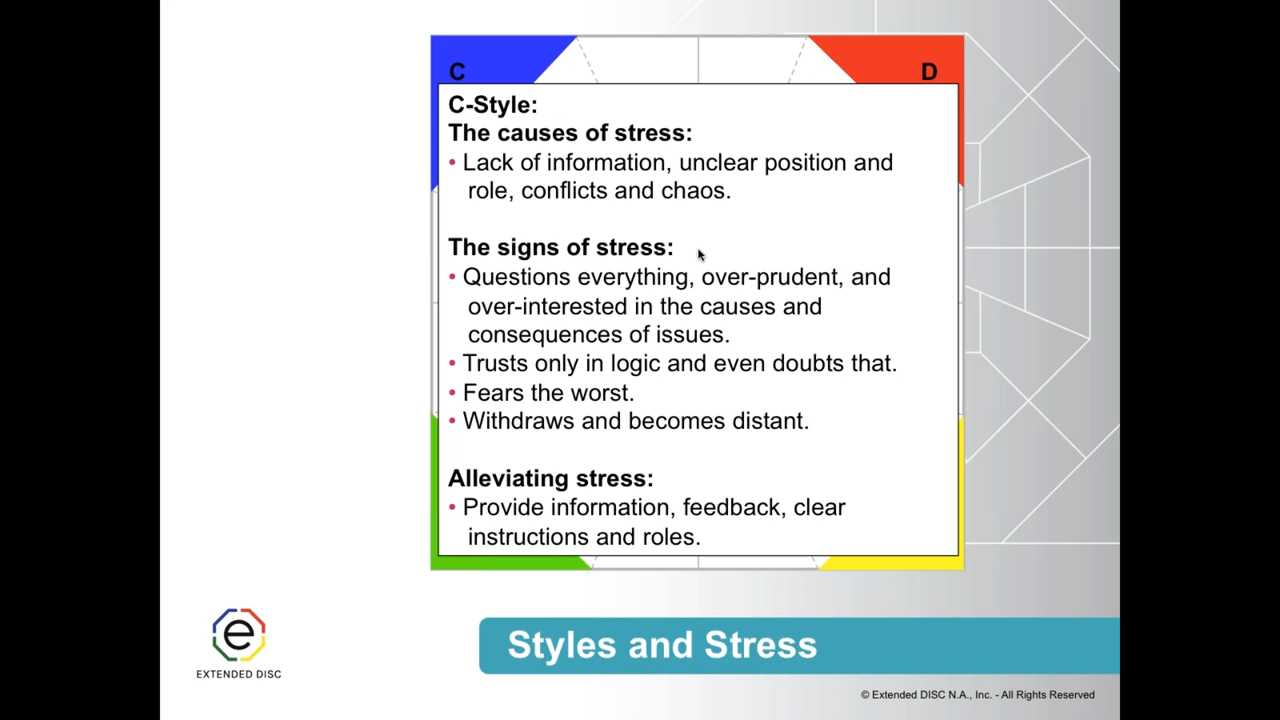 C
D
C-Style:
The causes of stress:
• Lack of information, unclear position and
role, conflicts and chaos.
The signs of stress:
• Questions everything, over-prudent, and
over-interested in the causes and
consequences of issues.
• Trusts only in logic and even doubts that.
• Fears the worst.
• Withdraws and becomes distant.
Alleviating stress:
• Provide information, feedback, clear
instructions and roles.
e
EXTENDED DISC
Styles and Stress
© Extended DISC N.A., Inc. - All Rights Reserved